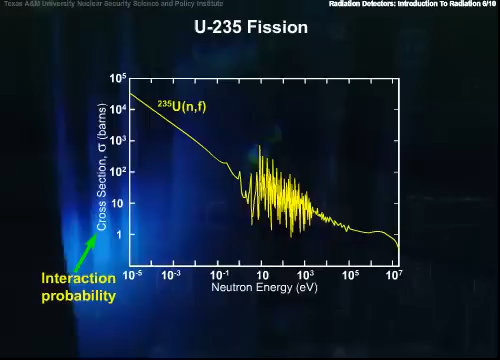 Texas A&M University Nuclear Security Science and Policy Institute
Radiation Detectors: Introduction To Radiation 6/10
U-235 Fission
10⁵
10⁴
10³
10²
10
1
Cross Section, σ (barns)
²³⁵U(n,f)
Interaction
probability
10⁻⁵ 10⁻³ 10⁻¹ 10 10³ 10⁵ 10⁷
Neutron Energy (eV)